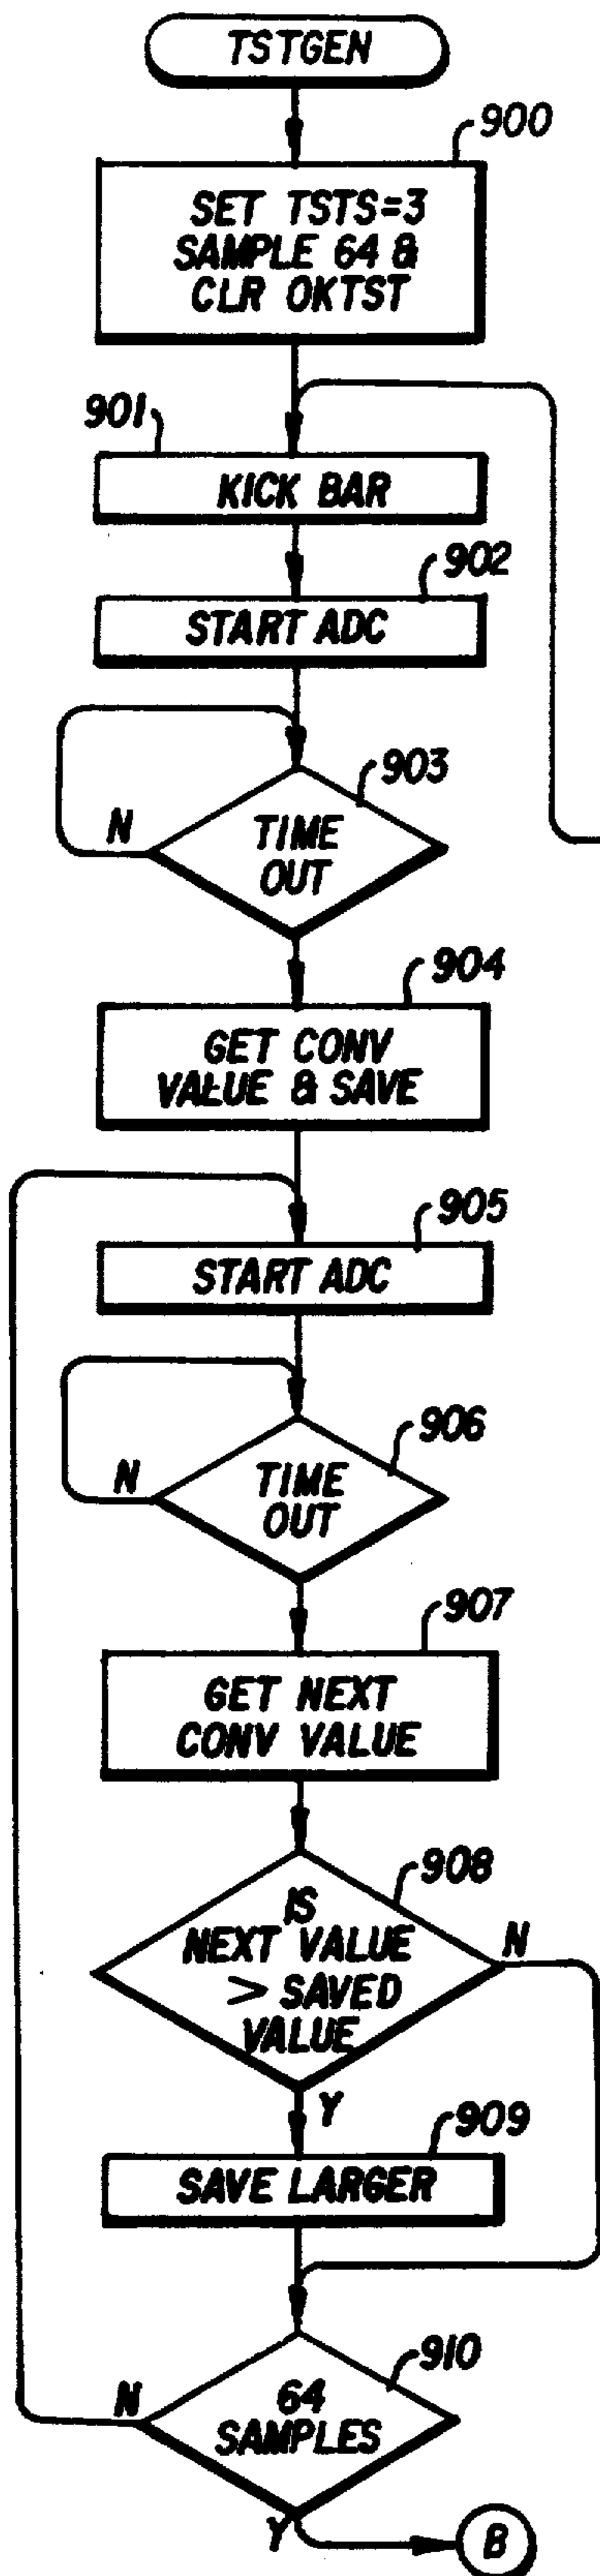 TSTGEN
900
SET TSTS=3
SAMPLE 64 &
CLR OKTST
901
KICK BAR
902
START ADC
903
N
TIME
OUT
904
GET CONV
VALUE & SAVE
905
START ADC
906
N
TIME
OUT
907
GET NEXT
CONV VALUE
908
IS
NEXT VALUE
> SAVED
VALUE
N
Y
909
SAVE LARGER
910
N
64
SAMPLES
Y
B